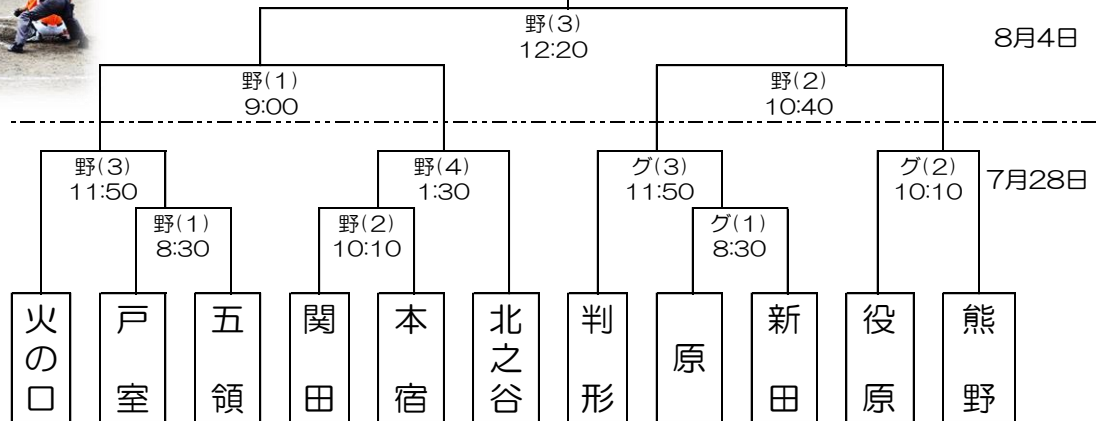 野(3)
12:20
8月4日
野(1)
9:00
野(2)
10:40
野(3)
11:50
野(4)
1:30
グ(3)
11:50
グ(2)
10:10
7月28日
野(1)
8:30
野(2)
10:10
グ(1)
8:30
火の口
戸室
五領
関田
本宿
北之谷
判形
原
新田
役原
熊野